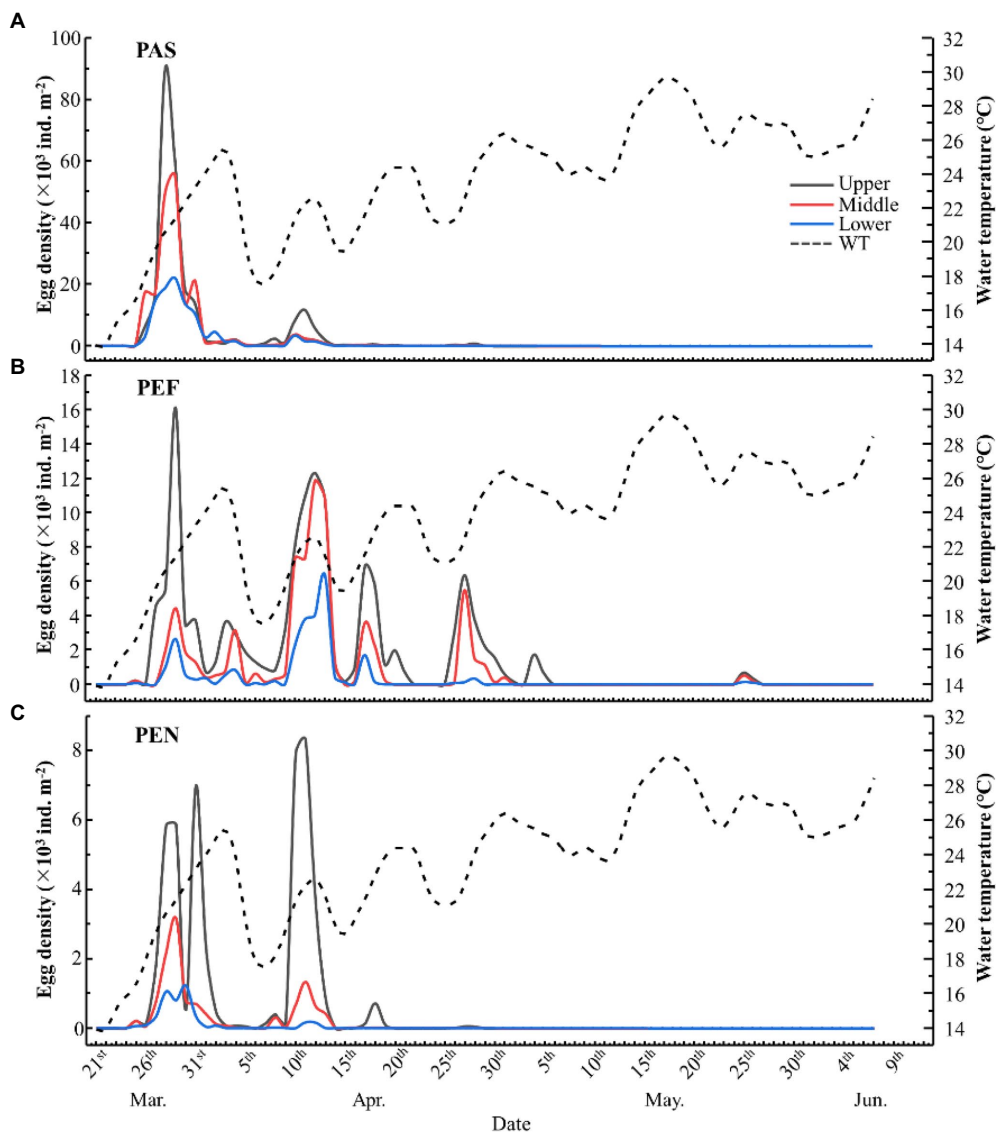 A
PAS
100
80
60
40
20
0
Egg density (×10³ ind. m⁻²)
32
30
28
26
24
22
20
18
16
14
Water temperature (°C)
Upper
Middle
Lower
WT
B
PEF
18
16
14
12
10
8
6
4
2
0
Egg density (×10³ ind. m⁻²)
32
30
28
26
24
22
20
18
16
14
Water temperature (°C)
C
PEN
8
6
4
2
0
Egg density (×10³ ind. m⁻²)
32
30
28
26
24
22
20
18
16
14
Water temperature (°C)
21ˢᵗ 26ᵗʰ 31ˢᵗ 5ᵗʰ 10ᵗʰ 15ᵗʰ 20ᵗʰ 25ᵗʰ 30ᵗʰ 5ᵗʰ 10ᵗʰ 15ᵗʰ 20ᵗʰ 25ᵗʰ 30ᵗʰ 4ᵗʰ 9ᵗʰ
Mar. Apr. May. Jun.
Date